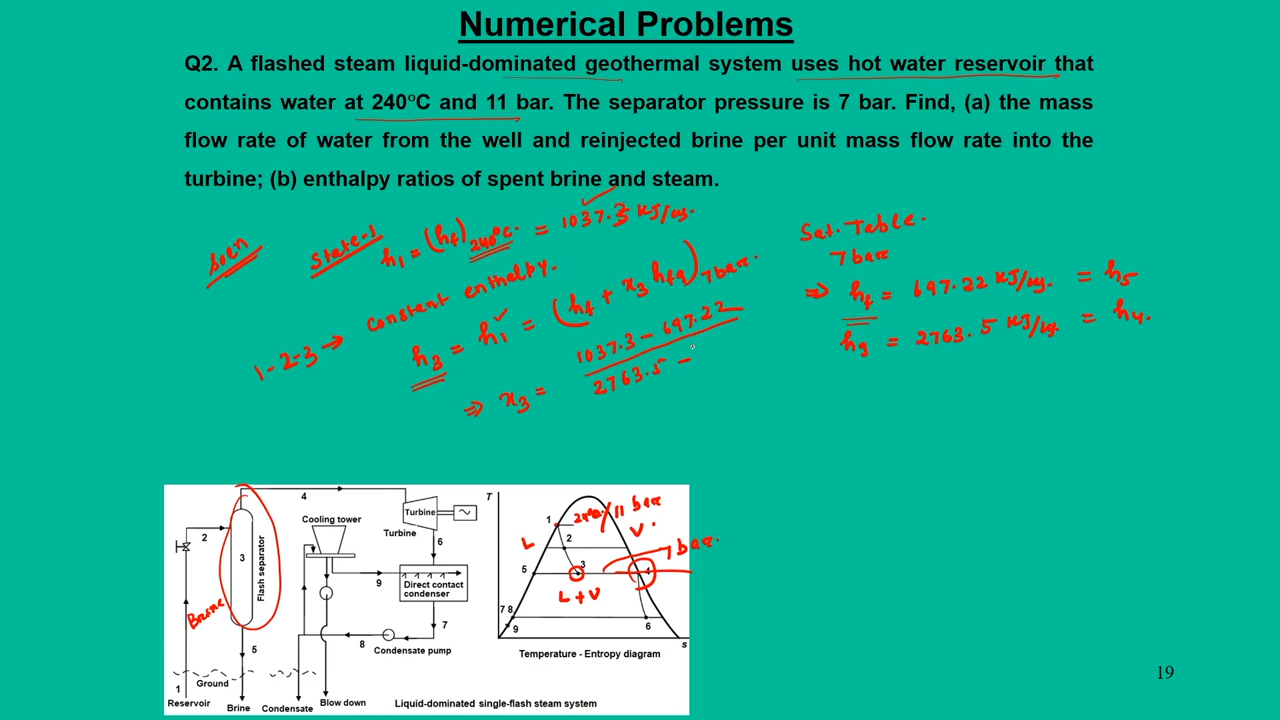 Numerical Problems
Q2. A flashed steam liquid-dominated geothermal system uses hot water reservoir that
contains water at 240°C and 11 bar. The separator pressure is 7 bar. Find, (a) the mass
flow rate of water from the well and reinjected brine per unit mass flow rate into the
turbine; (b) enthalpy ratios of spent brine and steam.
Soln
State-1
h₁ = (hf)240°C = 1037.3 KJ/kg.
1-2-3 → constant enthalpy.
h₃ = h₁ = (hf + x₃ hfg) 7 bar.
⇒ x₃ =
1037.3 - 697.22
2763.5 -
Sat. Table.
7 bar
⇒ hf = 697.22 KJ/kg. = h₅
hg = 2763.5 KJ/kg = h₄.
4
Turbine
Turbine
Cooling tower
2
3
Flash separator
6
9
Direct contact
condenser
Brine
7
8
Condensate pump
5
Ground
1
Reservoir
Brine
Condensate
Blow down
Liquid-dominated single-flash steam system
T
1
240°C/11 bar
2
L
V
7 bar
5
3
4
L + V
7 8
9
6
s
Temperature - Entropy diagram
19